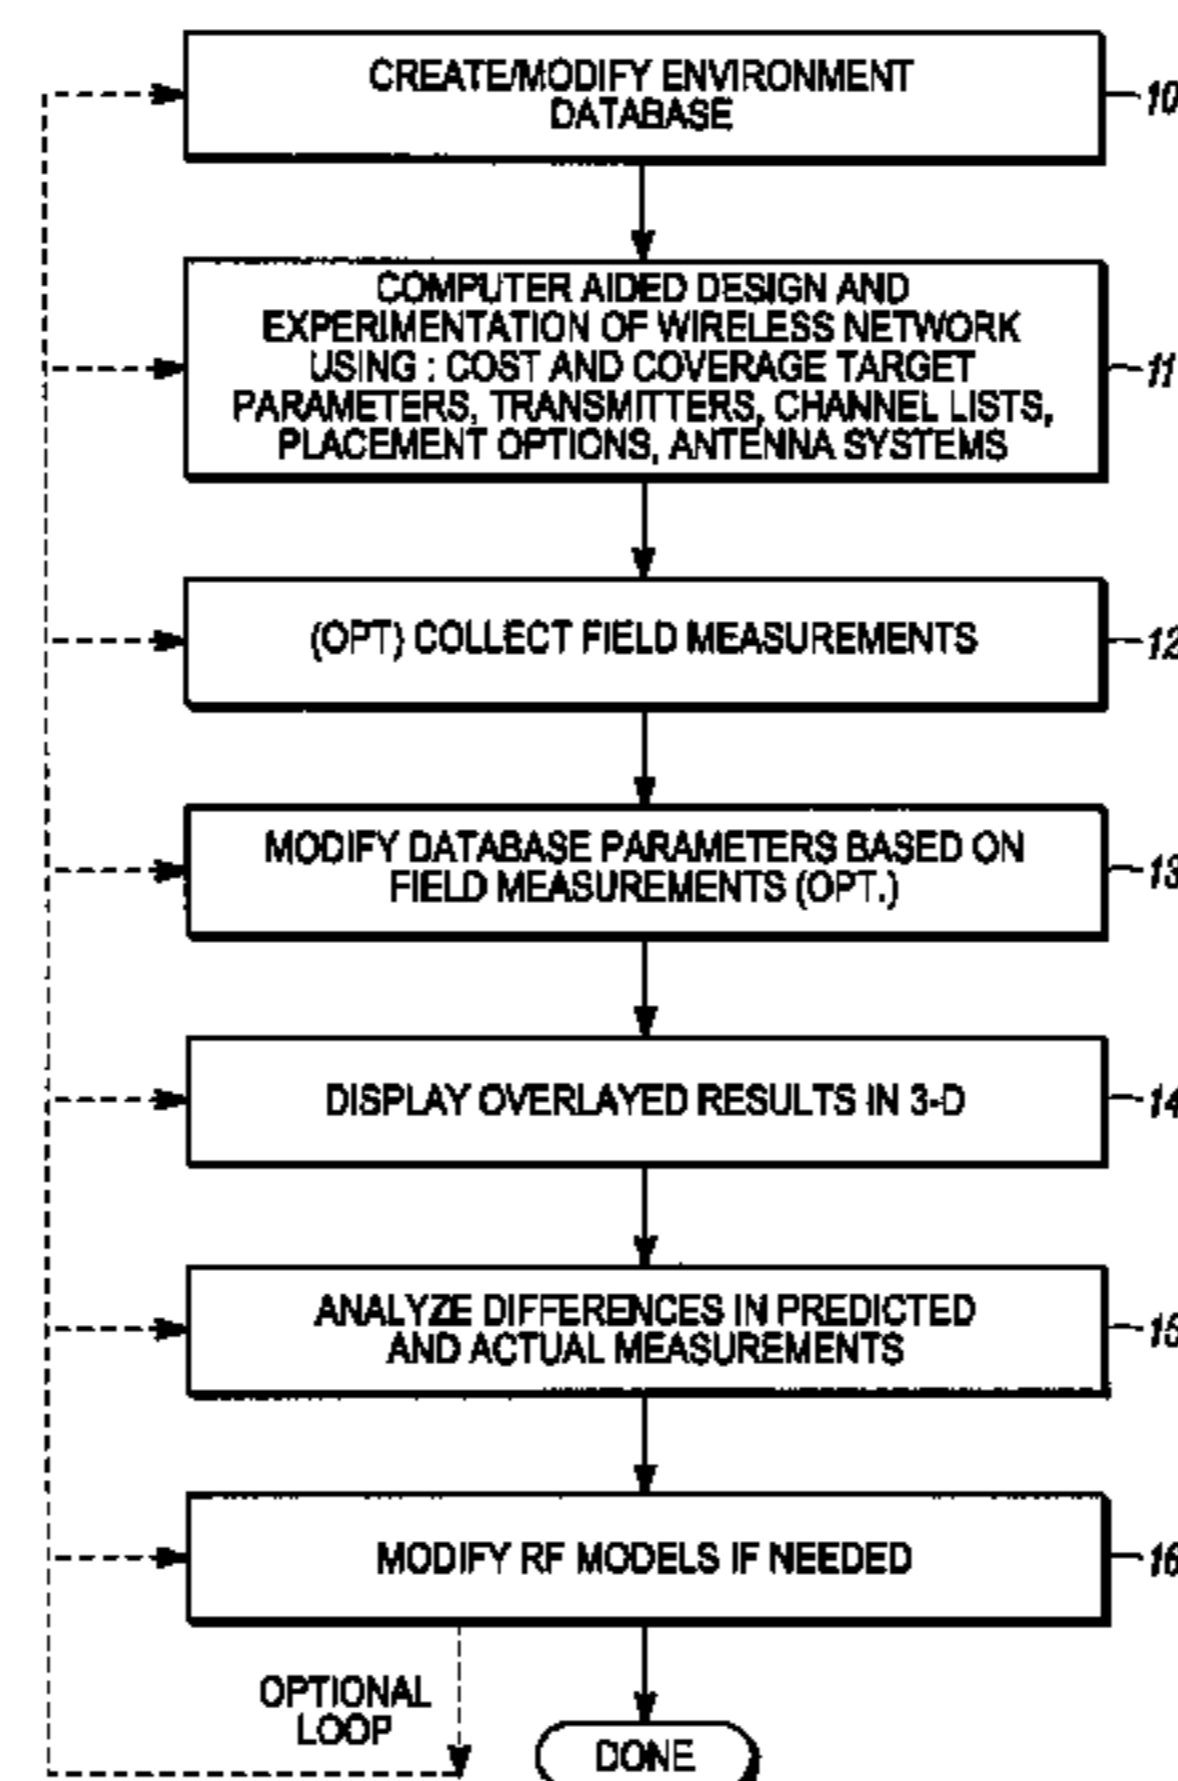 CREATE/MODIFY ENVIRONMENT
DATABASE
10
COMPUTER AIDED DESIGN AND
EXPERIMENTATION OF WIRELESS NETWORK
USING : COST AND COVERAGE TARGET
PARAMETERS, TRANSMITTERS, CHANNEL LISTS,
PLACEMENT OPTIONS, ANTENNA SYSTEMS
11
(OPT) COLLECT FIELD MEASUREMENTS
12
MODIFY DATABASE PARAMETERS BASED ON
FIELD MEASUREMENTS (OPT.)
13
DISPLAY OVERLAYED RESULTS IN 3-D
14
ANALYZE DIFFERENCES IN PREDICTED
AND ACTUAL MEASUREMENTS
15
MODIFY RF MODELS IF NEEDED
16
OPTIONAL
LOOP
DONE